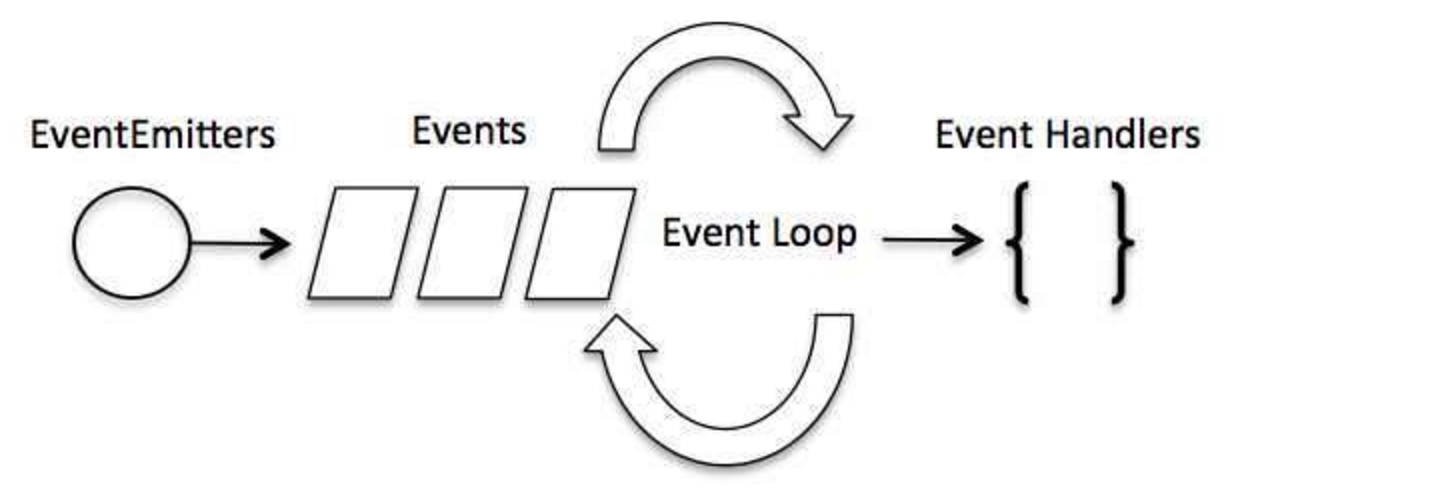 EventEmitters
Events
Event Loop
Event Handlers
{ }